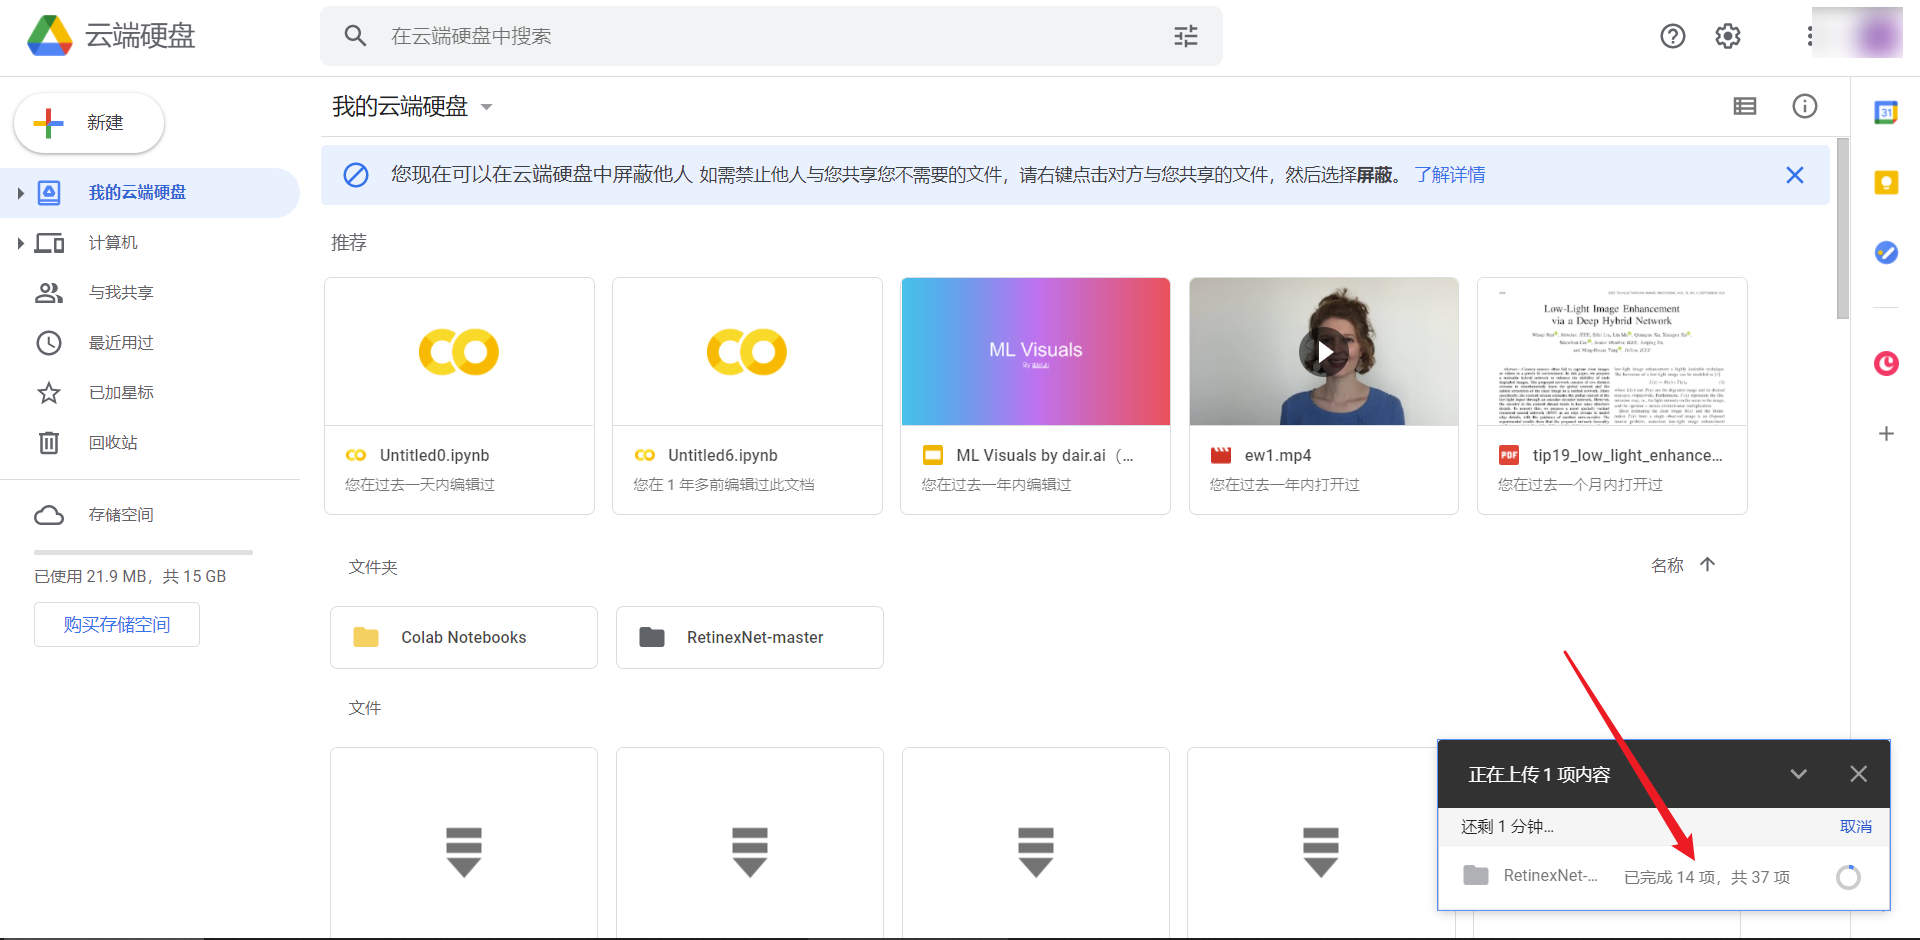 云端硬盘
在云端硬盘中搜索
新建
我的云端硬盘
计算机
与我共享
最近用过
已加星标
回收站
存储空间
已使用 21.9 MB，共 15 GB
购买存储空间
我的云端硬盘
您现在可以在云端硬盘中屏蔽他人 如需禁止他人与您共享您不需要的文件，请右键点击对方与您共享的文件，然后选择屏蔽。 了解详情
推荐
Untitled0.ipynb
您在过去一天内编辑过
Untitled6.ipynb
您在 1 年多前编辑过此文档
ML Visuals
By dair.ai
ML Visuals by dair.ai（...
您在过去一年内编辑过
ew1.mp4
您在过去一年内打开过
Low-Light Image Enhancement
via a Deep Hybrid Network
PDF
tip19_low_light_enhance...
您在过去一个月内打开过
文件夹
名称
Colab Notebooks
RetinexNet-master
文件
正在上传 1 项内容
还剩 1 分钟...
取消
RetinexNet-...
已完成 14 项，共 37 项
31